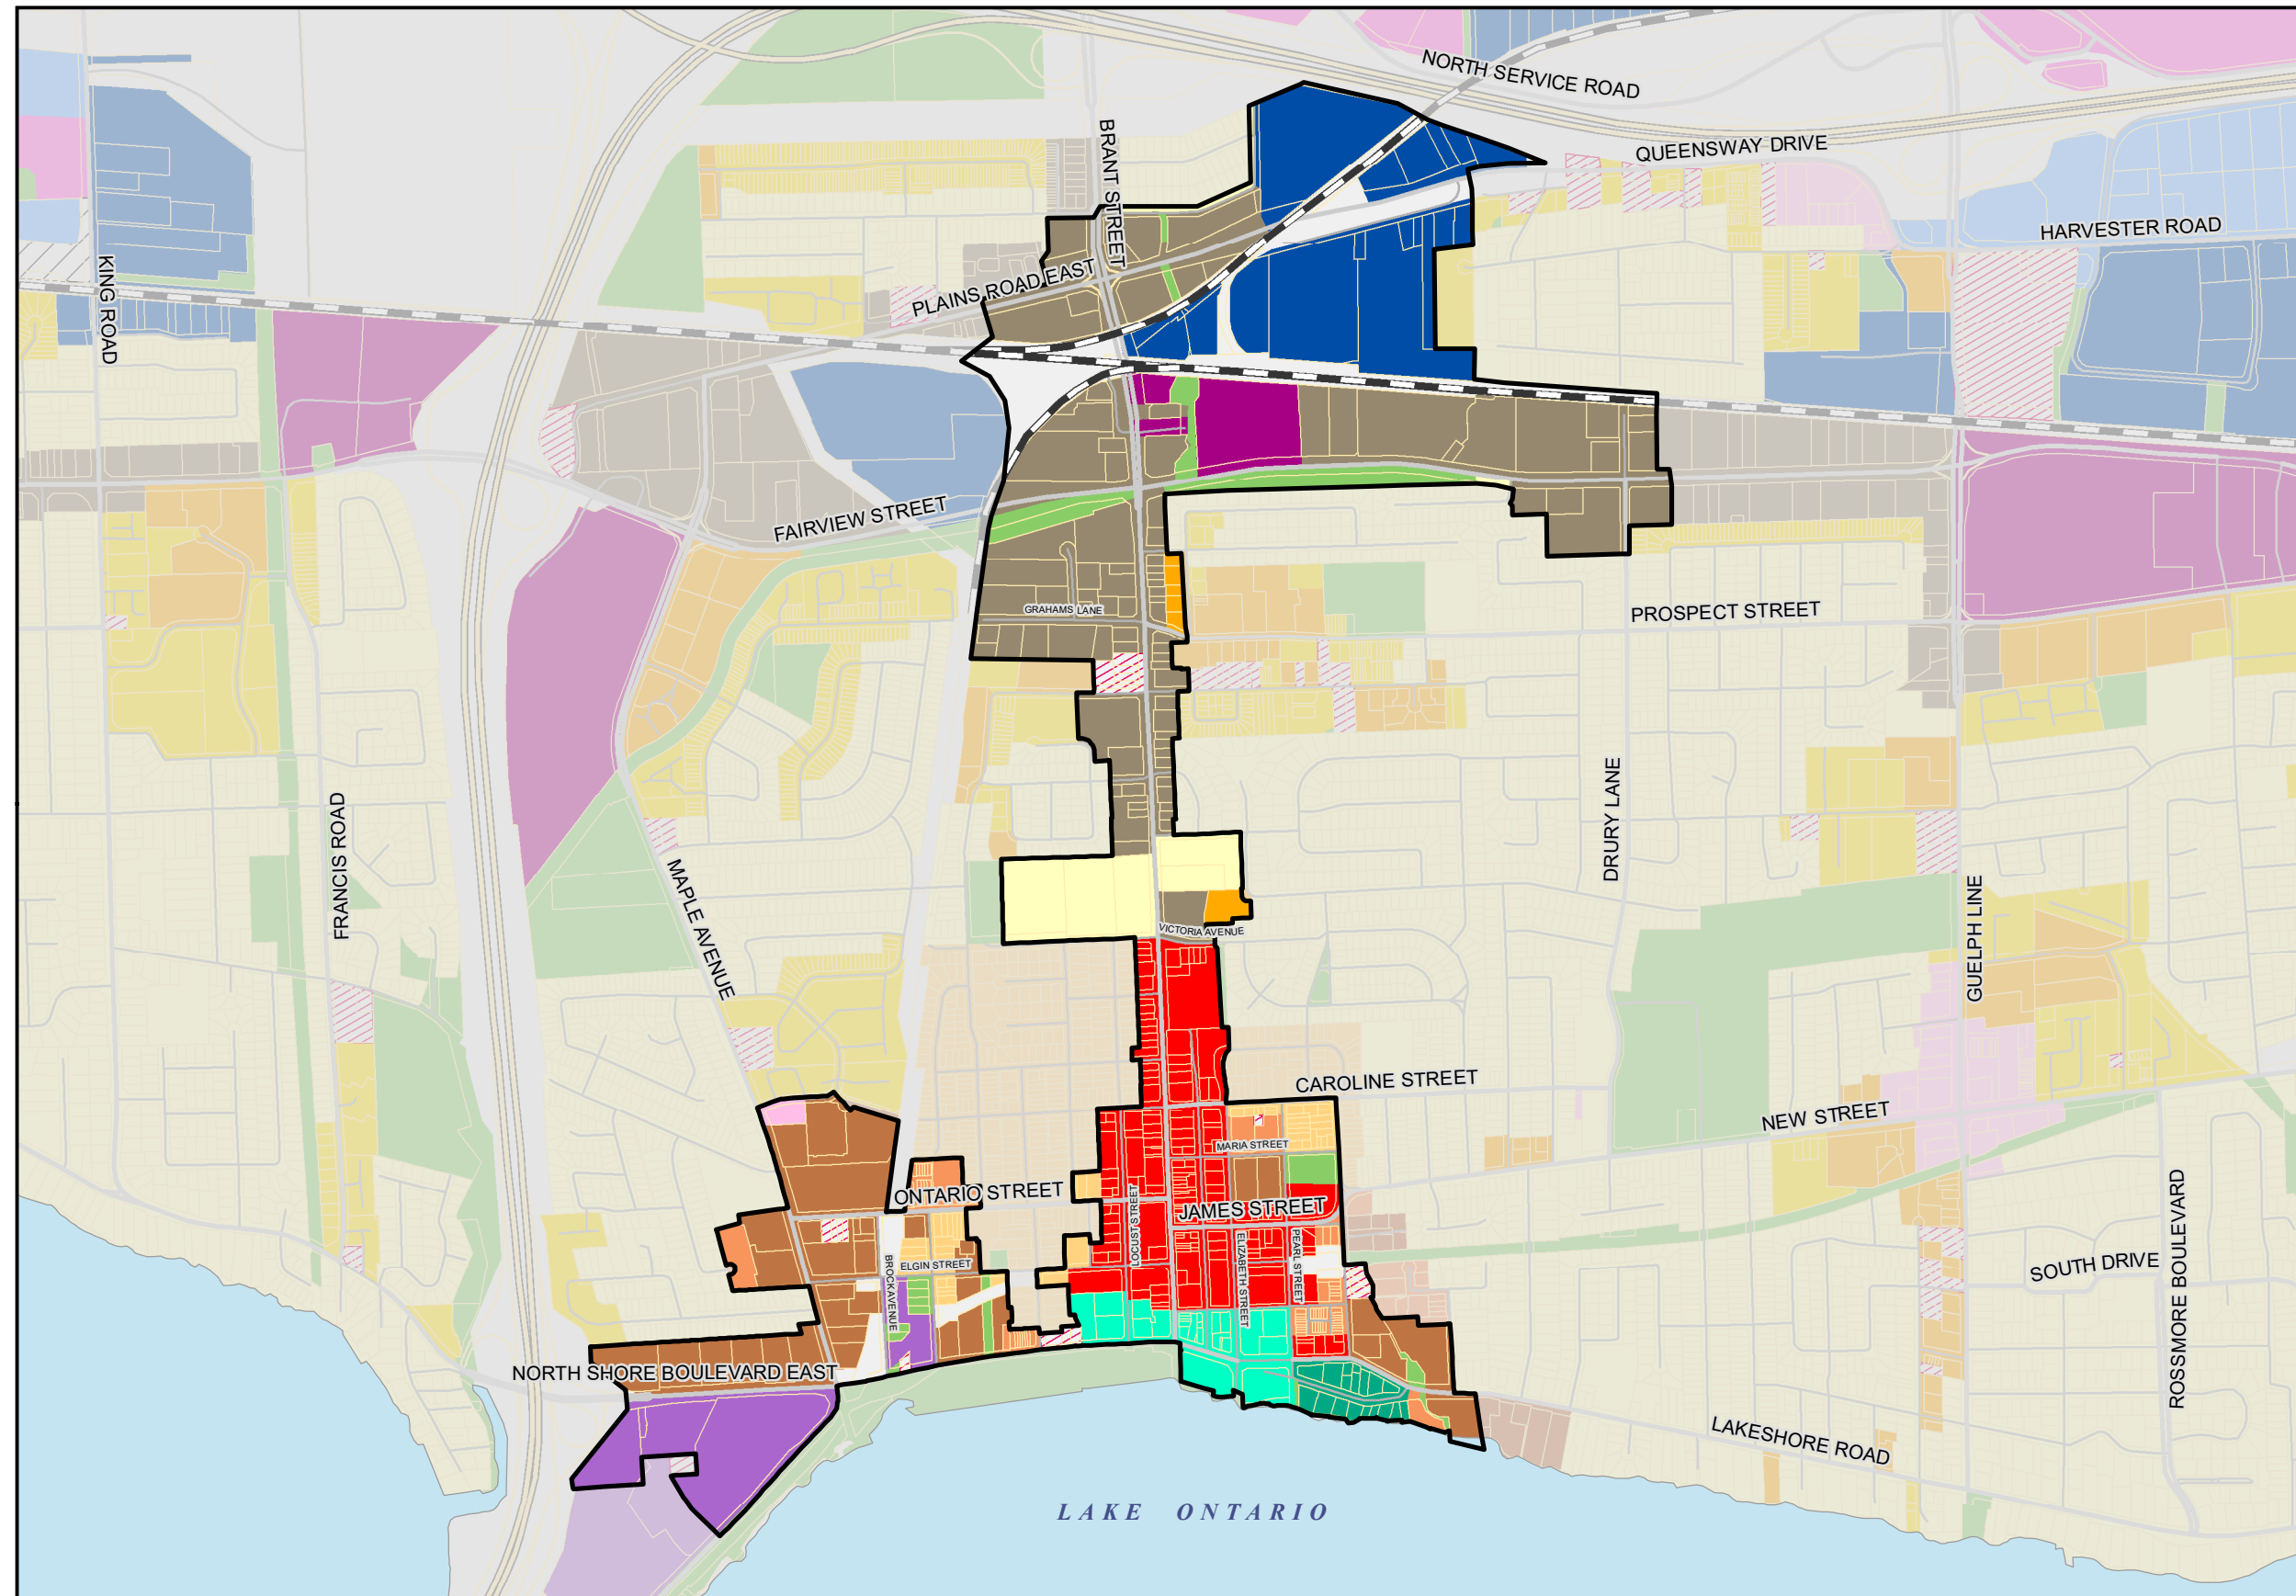 NORTH SERVICE ROAD
BRANT STREET
QUEENSWAY DRIVE
HARVESTER ROAD
KING ROAD
PLAINS ROAD EAST
FAIRVIEW STREET
GRAHAMS LANE
PROSPECT STREET
FRANCIS ROAD
MAPLE AVENUE
DRURY LANE
GUELPH LINE
VICTORIA AVENUE
CAROLINE STREET
NEW STREET
MARIA STREET
ONTARIO STREET
LOCUST STREET
JAMES STREET
BROCK AVENUE
ELGIN STREET
ELIZABETH STREET
PEARL STREET
SOUTH DRIVE
ROSSMORE BOULEVARD
NORTH SHORE BOULEVARD EAST
LAKESHORE ROAD
LAKE ONTARIO